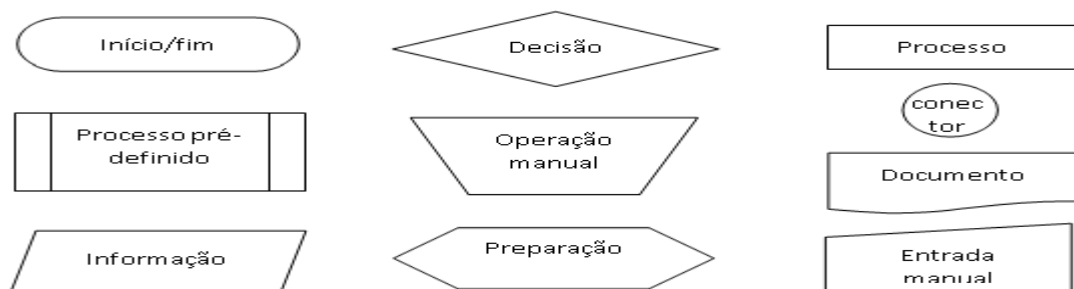 Início/fim
Decisão
Processo
Processo pré-
definido
Operação
manual
conec
tor
Documento
Informação
Preparação
Entrada
manual